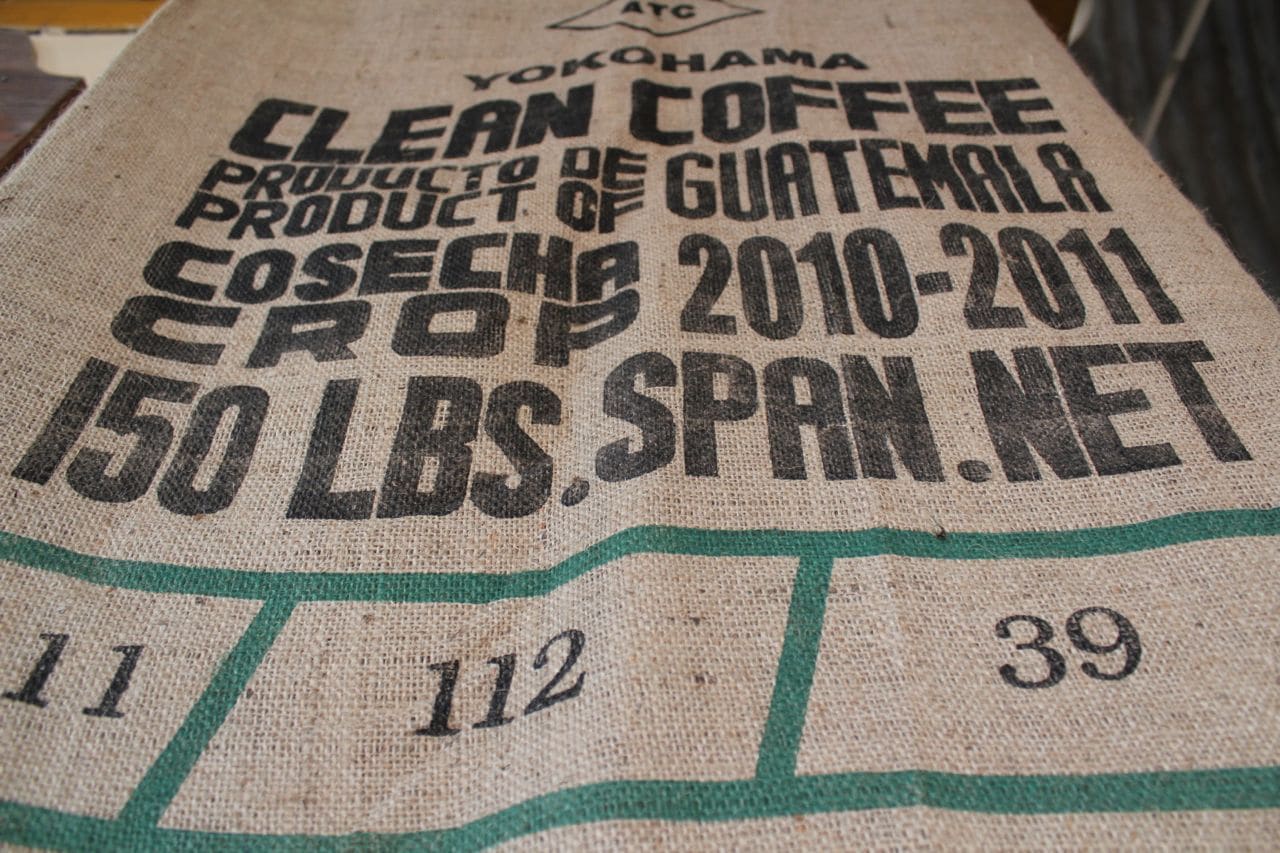 ATC
YOKOHAMA
CLEAN COFFEE
PRODUCTO DE
PRODUCT OF GUATEMALA
COSECHA
CROP 2010-2011
150 LBS.SPAN.NET
11 112 39